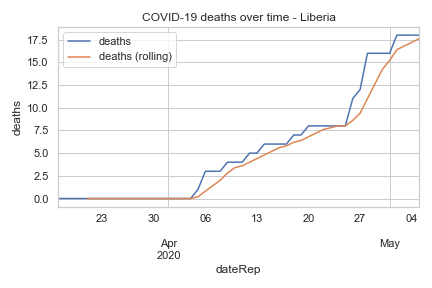 COVID-19 deaths over time - Liberia
deaths
deaths (rolling)
17.5
15.0
12.5
10.0
7.5
5.0
2.5
0.0
deaths
23 30 06 13 20 27 04
Apr May
2020
dateRep